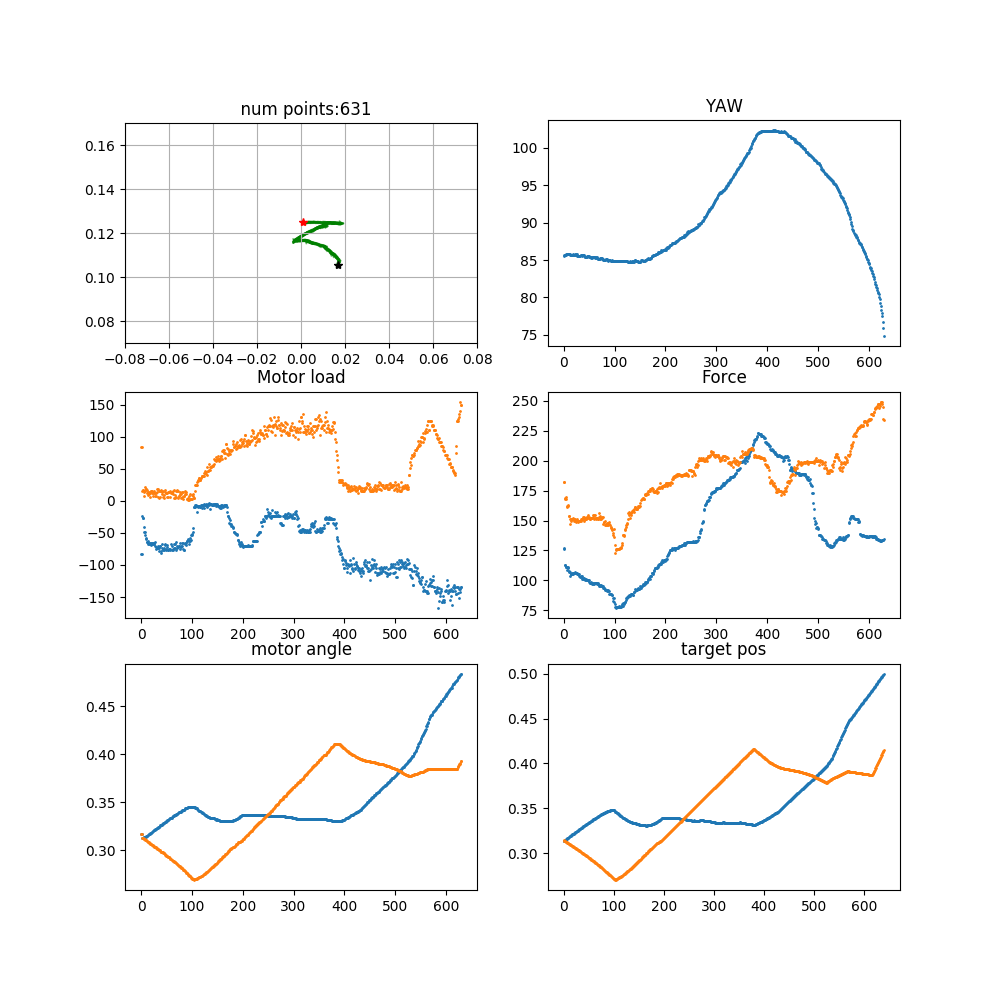 num points:631
0.16
0.14
0.12
0.10
0.08
−0.08 −0.06 −0.04 −0.02 0.00 0.02 0.04 0.06 0.08
YAW
100
95
90
85
80
75
0 100 200 300 400 500 600
Motor load
150
100
50
0
−50
−100
−150
0 100 200 300 400 500 600
Force
250
225
200
175
150
125
100
75
0 100 200 300 400 500 600
motor angle
0.45
0.40
0.35
0.30
0 100 200 300 400 500 600
target pos
0.50
0.45
0.40
0.35
0.30
0 100 200 300 400 500 600